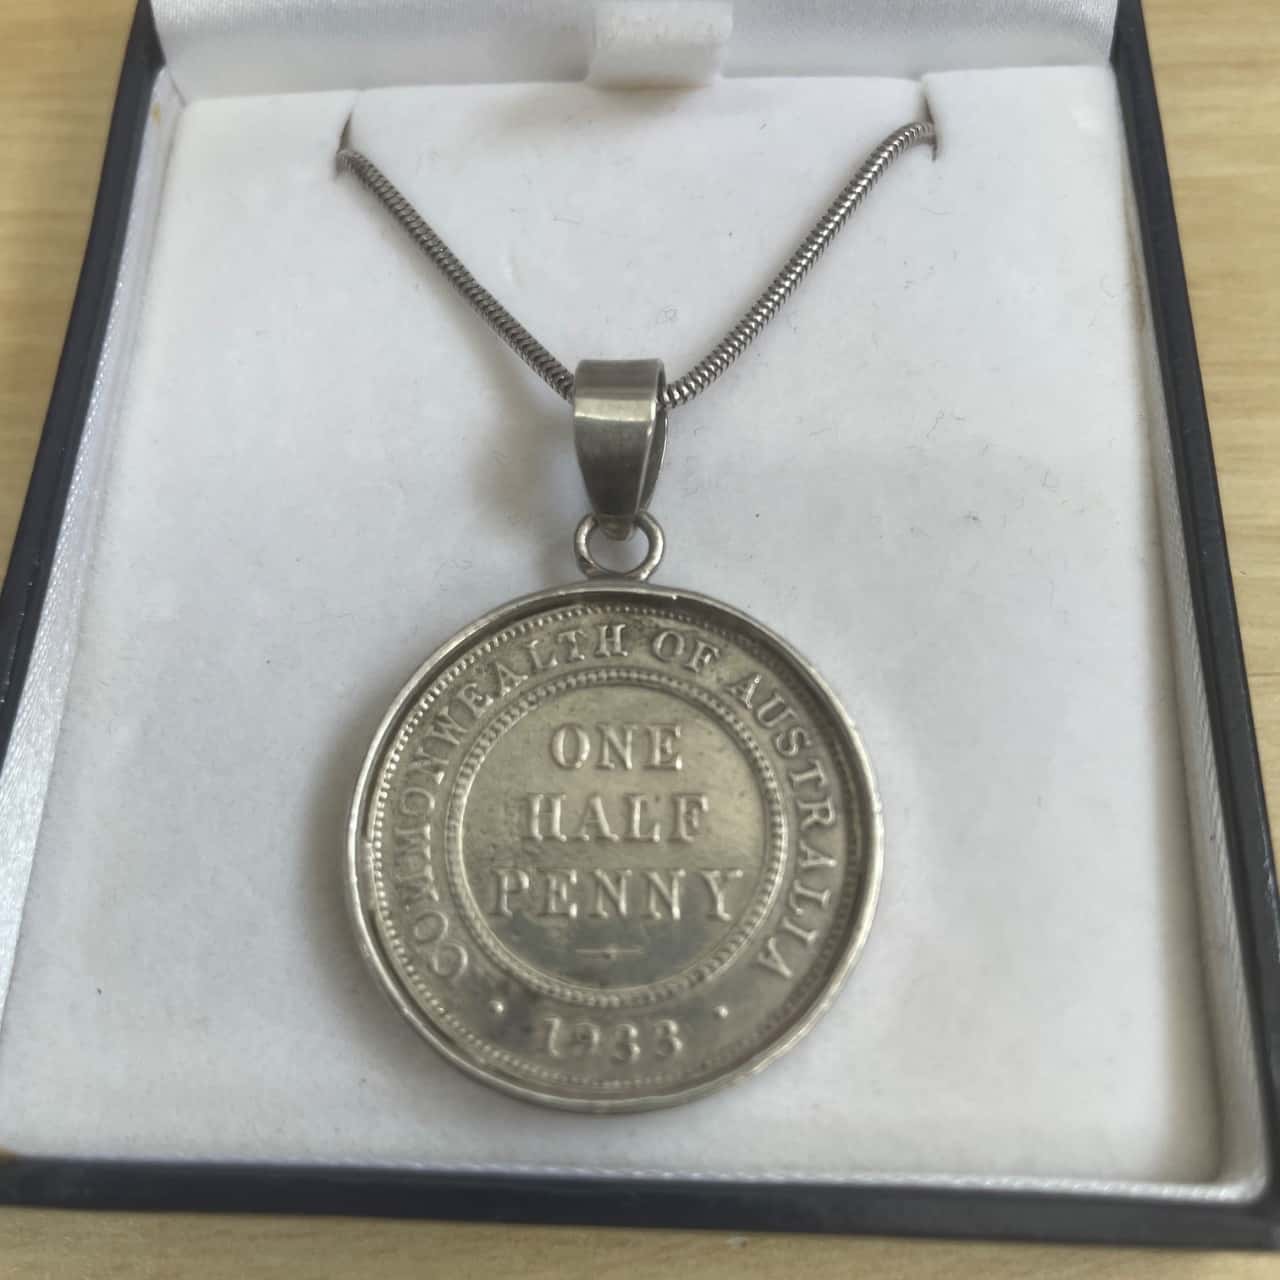 COMMONWEALTH OF AUSTRALIA
ONE
HALF
PENNY
· 1933 ·